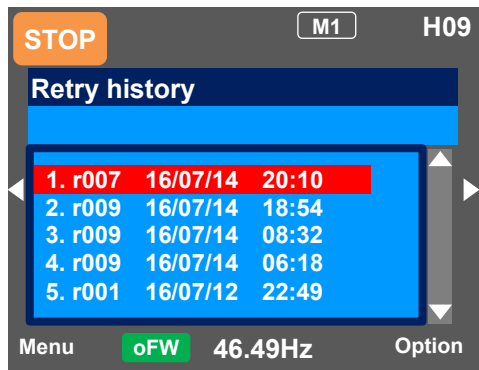 STOP M1 H09
Retry history
1. r007 16/07/14 20:10
2. r009 16/07/14 18:54
3. r009 16/07/14 08:32
4. r009 16/07/14 06:18
5. r001 16/07/12 22:49
Menu oFW 46.49Hz Option